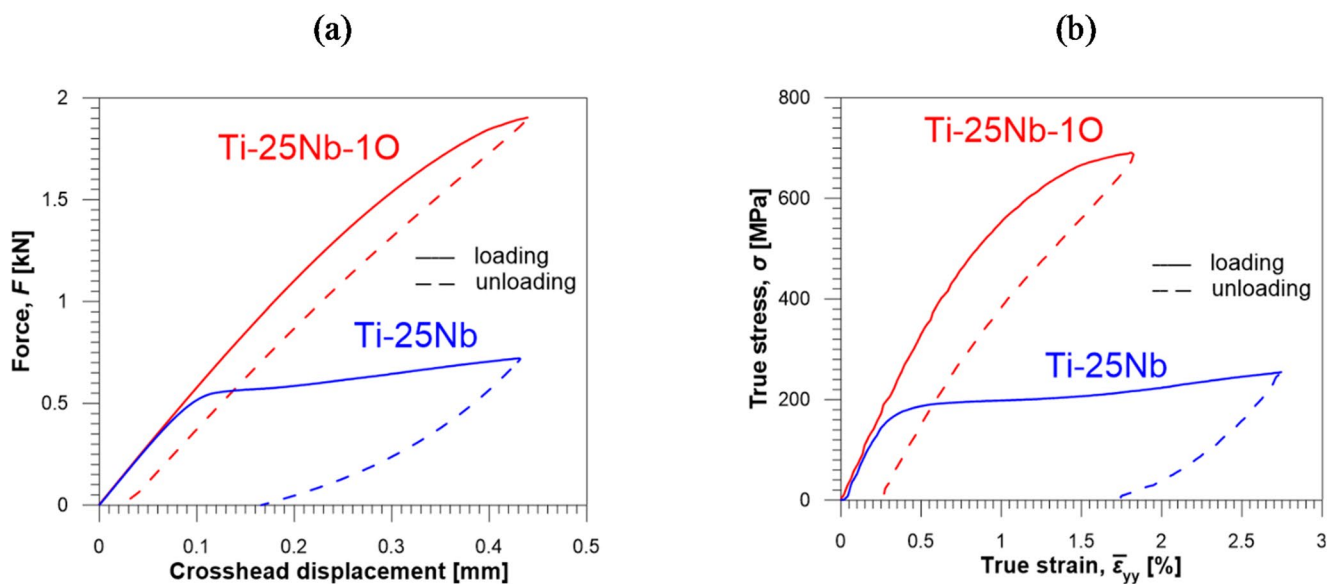 (a)
2
1.5
1
0.5
0
0
0.1
0.2
0.3
0.4
0.5
Force, F [kN]
Crosshead displacement [mm]
Ti-25Nb-1O
Ti-25Nb
loading
unloading
(b)
800
600
400
200
0
0
0.5
1
1.5
2
2.5
3
True stress, σ [MPa]
True strain, ε̅yy [%]
Ti-25Nb-1O
Ti-25Nb
loading
unloading